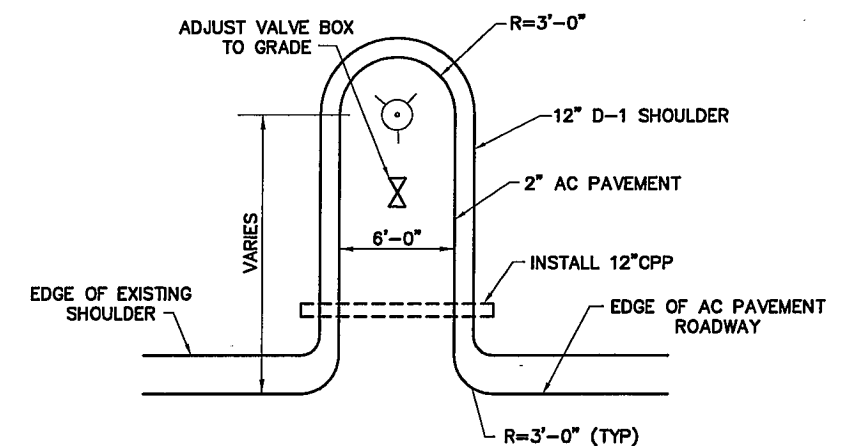 ADJUST VALVE BOX
TO GRADE
R=3'-0"
12" D-1 SHOULDER
2" AC PAVEMENT
VARIES
6'-0"
INSTALL 12"CPP
EDGE OF EXISTING
SHOULDER
EDGE OF AC PAVEMENT
ROADWAY
R=3'-0" (TYP)